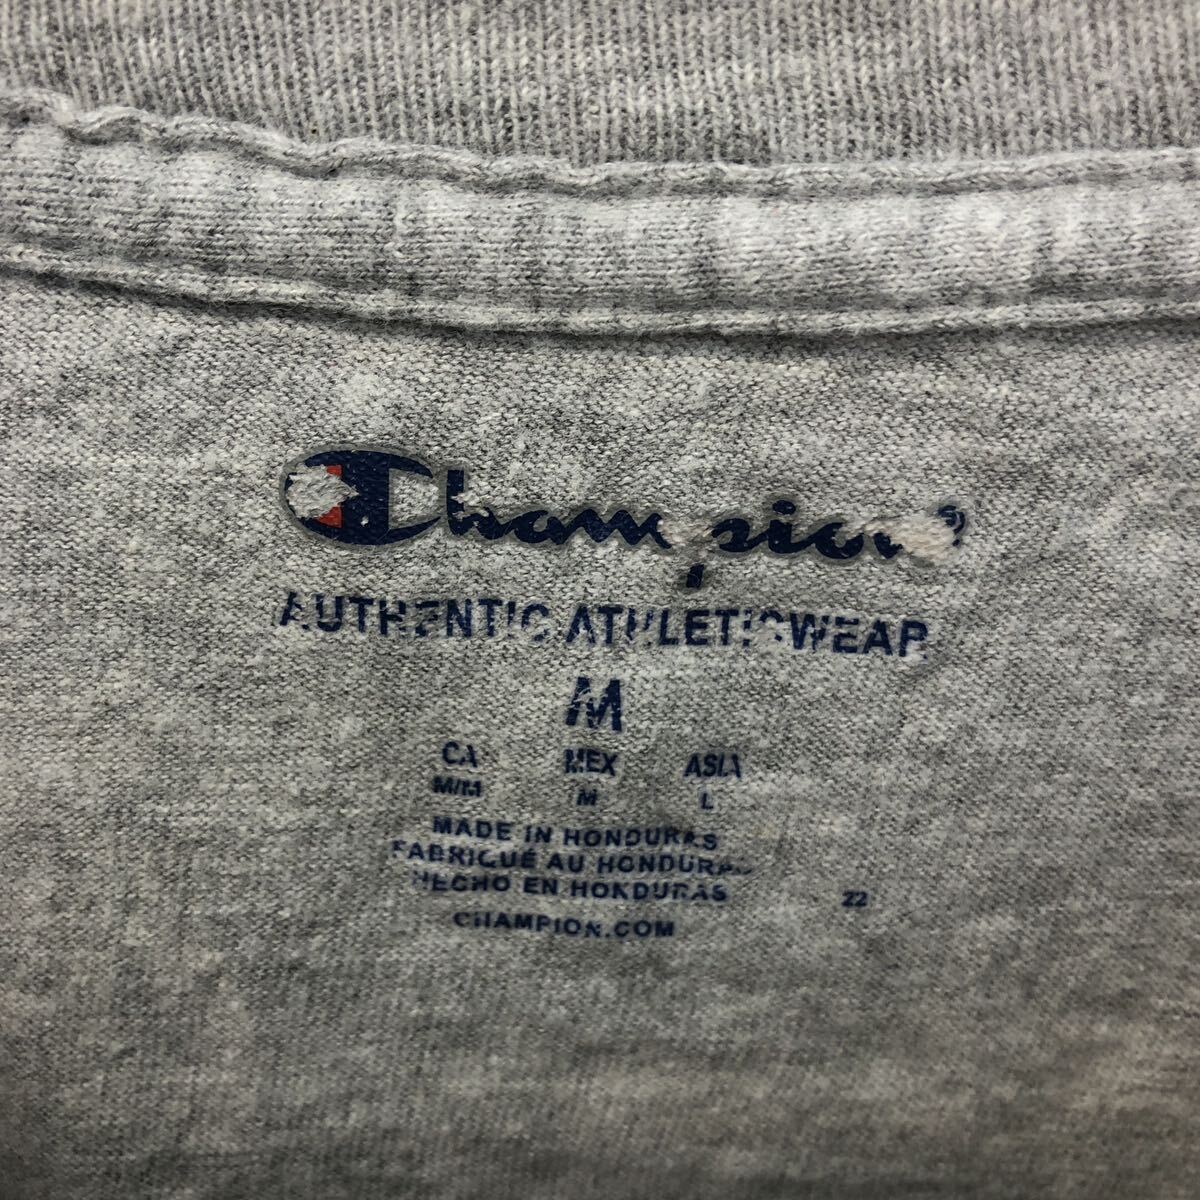 Champion
AUTHENTIC ATHLETICWEAR
M
CA MEX ASIA
M/M M L
MADE IN HONDURAS
FABRIQUÉ AU HONDURAS
HECHO EN HONDURAS 22
CHAMPION.COM